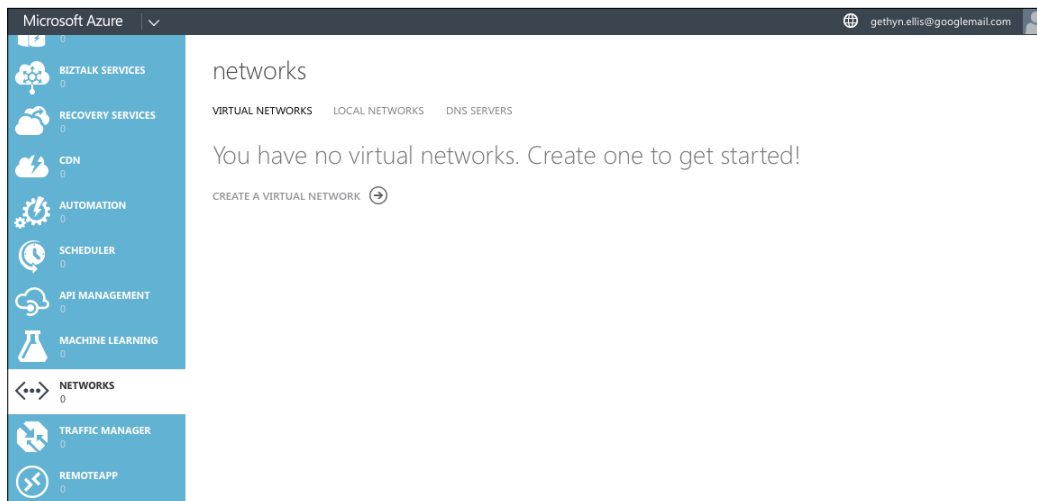 Microsoft Azure
gethyn.ellis@googlemail.com
0
BIZTALK SERVICES
0
RECOVERY SERVICES
0
CDN
0
AUTOMATION
0
SCHEDULER
0
API MANAGEMENT
0
MACHINE LEARNING
0
NETWORKS
0
TRAFFIC MANAGER
0
REMOTEAPP
0
networks
VIRTUAL NETWORKS LOCAL NETWORKS DNS SERVERS
You have no virtual networks. Create one to get started!
CREATE A VIRTUAL NETWORK